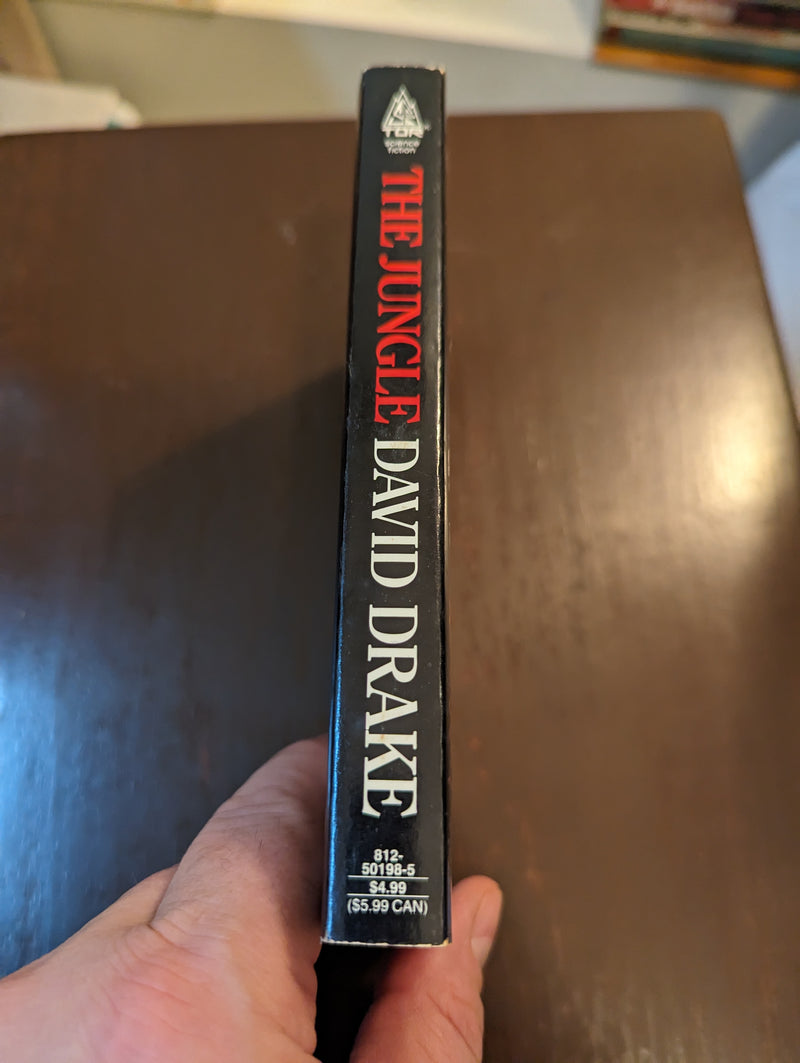 TOR
science
fiction
THE JUNGLE DAVID DRAKE
812-
50198-5
$4.99
($5.99 CAN)